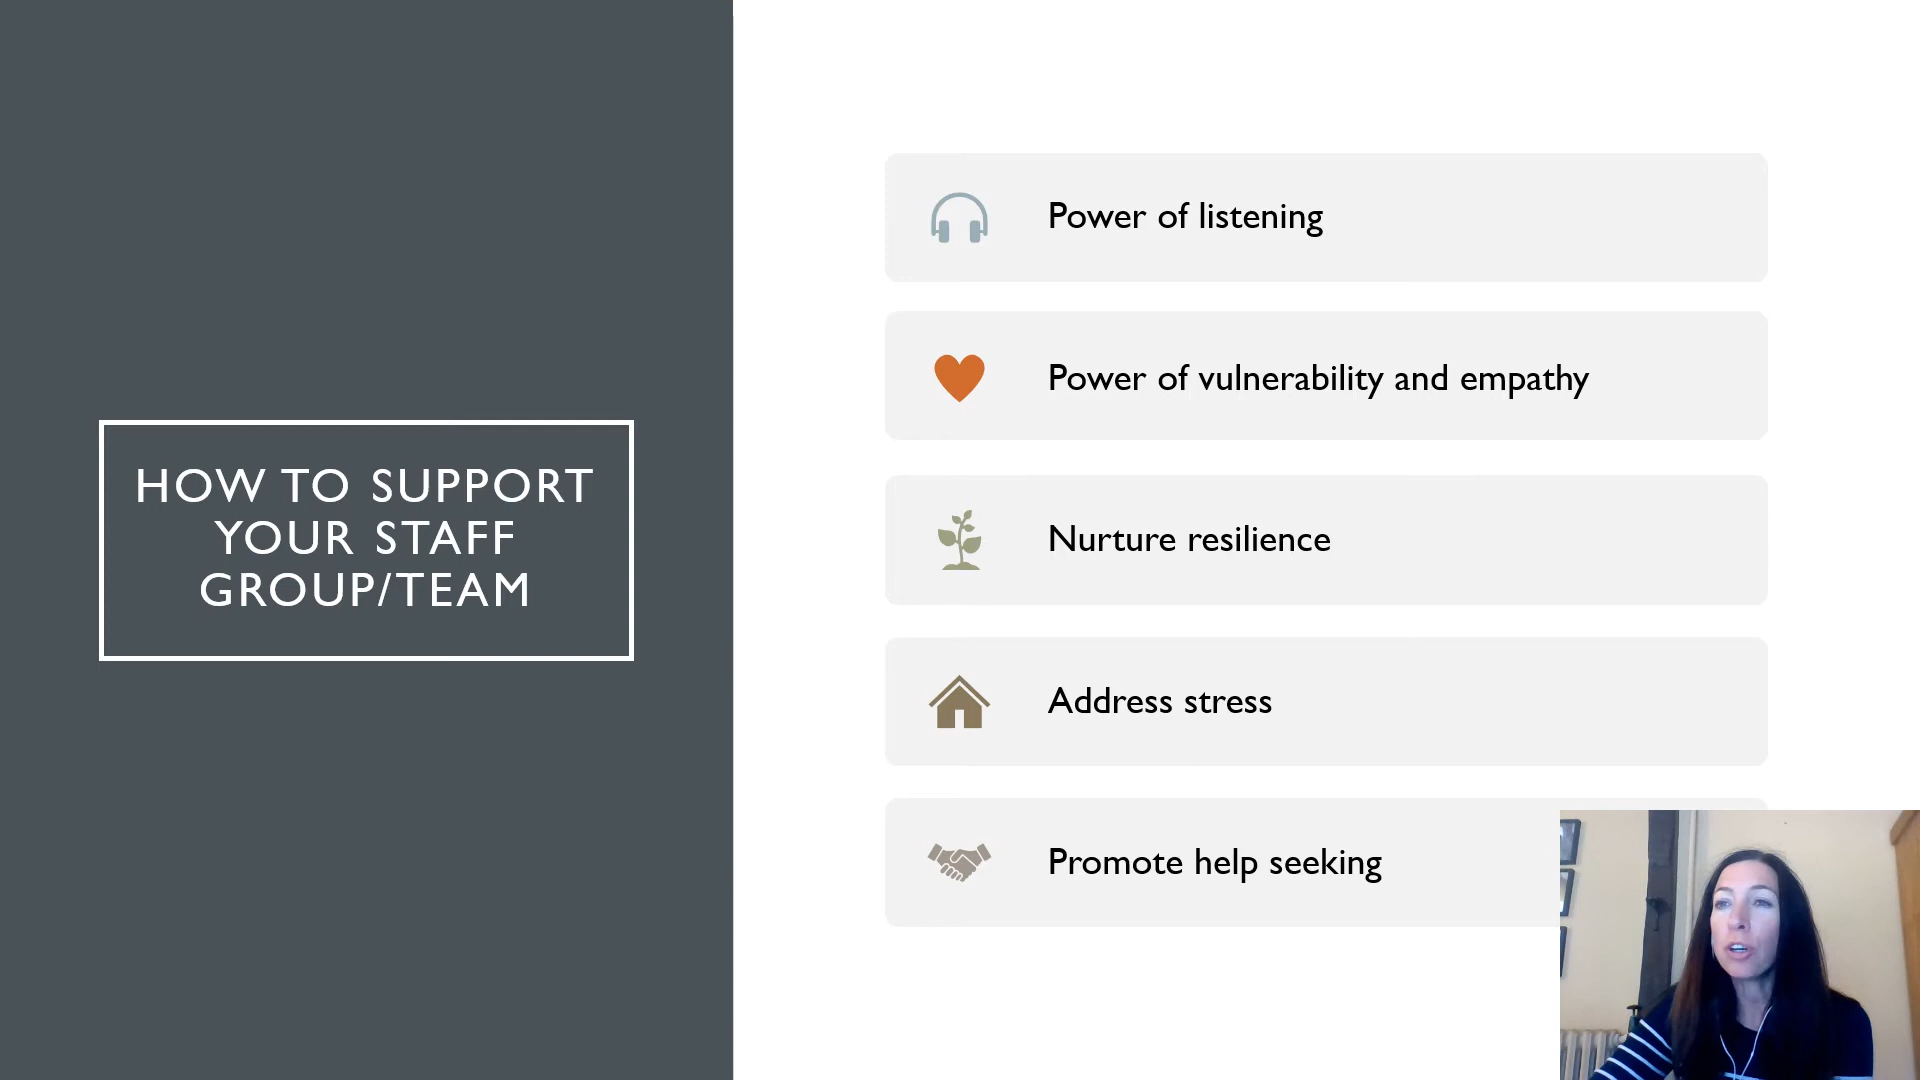 HOW TO SUPPORT
YOUR STAFF
GROUP/TEAM
Power of listening
Power of vulnerability and empathy
Nurture resilience
Address stress
Promote help seeking